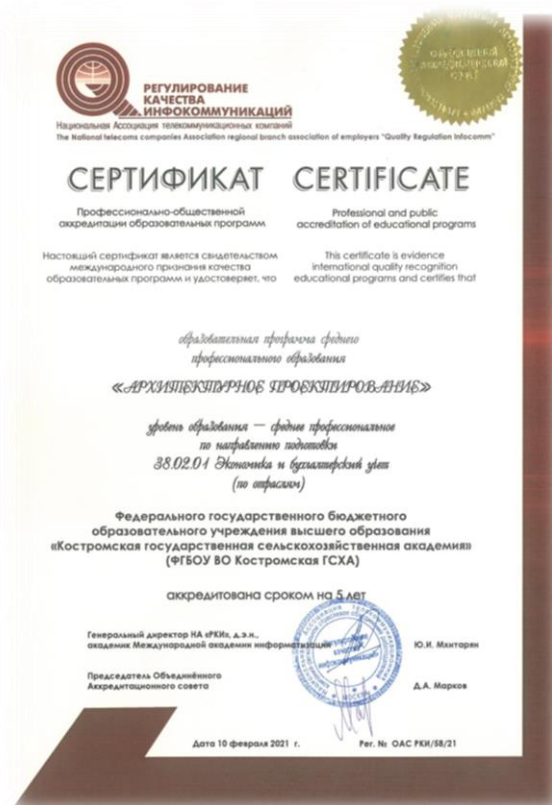 РЕГУЛИРОВАНИЕ
КАЧЕСТВА
ИНФОКОММУНИКАЦИЙ
Национальная Ассоциация телекоммуникационных компаний
The National telecoms companies Association regional branch association of employers "Quality Regulation Infocomm"
СЕРТИФИКАТ CERTIFICATE
Профессионально-общественной
аккредитации образовательных программ
Professional and public
accreditation of educational programs
Настоящий сертификат является свидетельством
международного признания качества
образовательных программ и удостоверяет, что
This certificate is evidence
international quality recognition
educational programs and certifies that
образовательная программа среднего
профессионального образования
«АРХИТЕКТУРНОЕ ПРОЕКТИРОВАНИЕ»
уровень образования — среднее профессиональное
по направлению подготовки
38.02.01 Экономика и бухгалтерский учет
(по отраслям)
Федерального государственного бюджетного
образовательного учреждения высшего образования
«Костромская государственная сельскохозяйственная академия»
(ФГБОУ ВО Костромская ГСХА)
аккредитована сроком на 5 лет
Генеральный директор НА «РКИ», д.э.н.,
академик Международной академии информатизации Ю.И. Мхитарян
Председатель Объединённого
Аккредитационного совета Д.А. Марков
Дата 10 февраля 2021 г. Рег. № ОАС РКИ/58/21